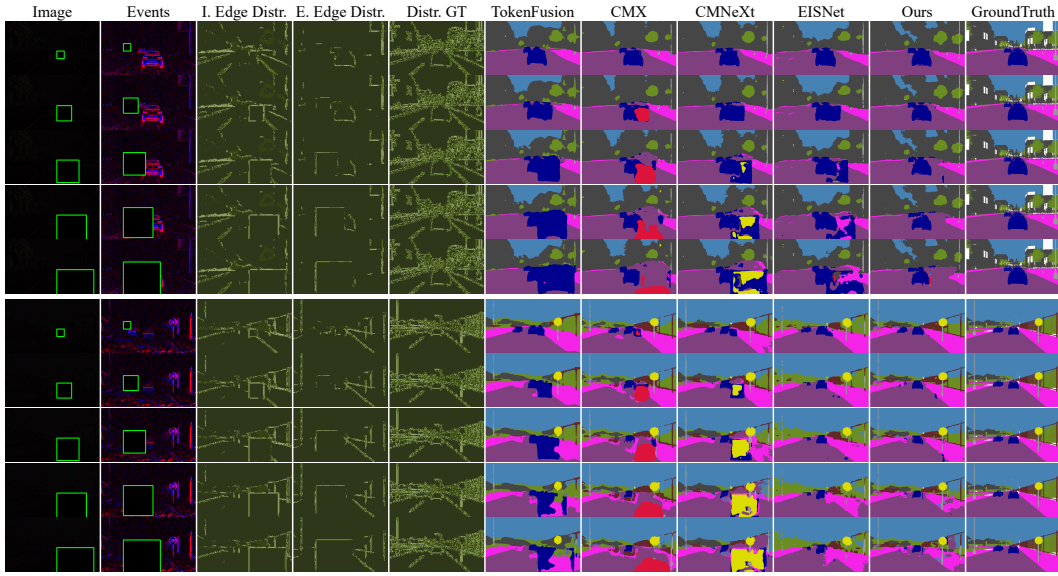 Image Events I. Edge Distr. E. Edge Distr. Distr. GT TokenFusion CMX CMNeXt EISNet Ours GroundTruth